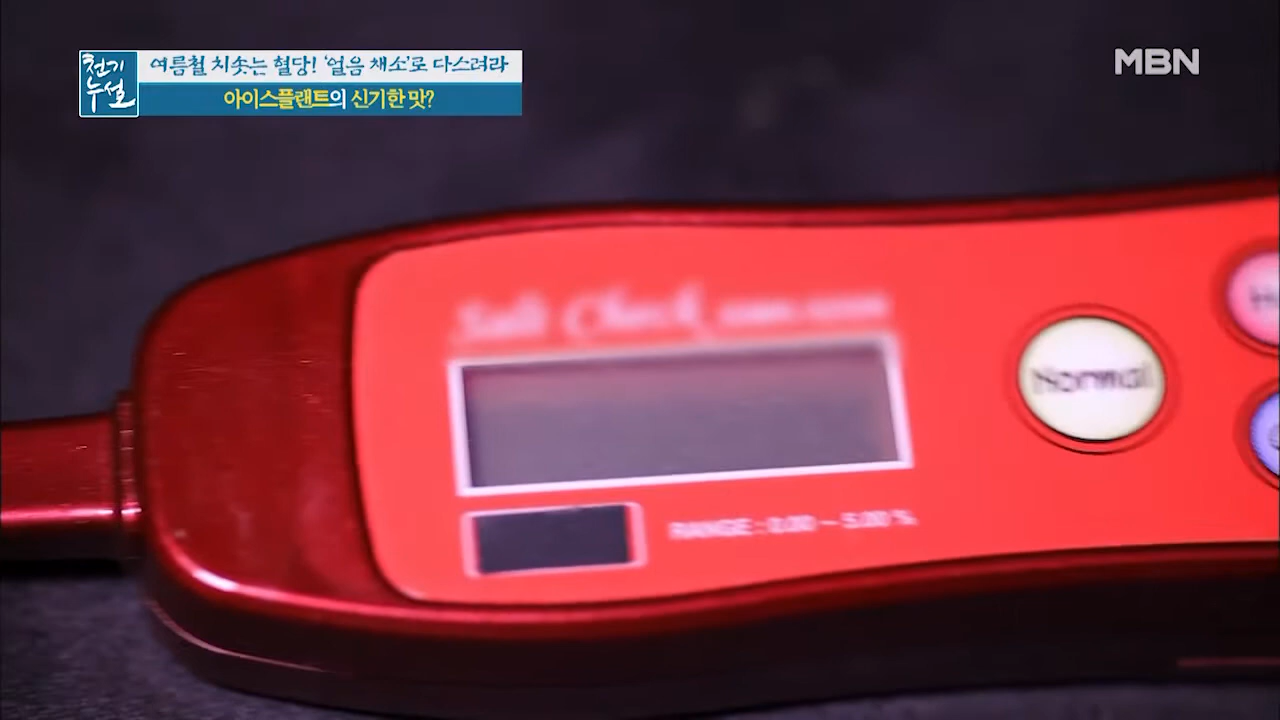 천기
누설
여름철 치솟는 혈당! '얼음 채소'로 다스려라
아이스플랜트의 신기한 맛?
MBN
Salt Check
Normal
RANGE : 0.00 ~ 5.00 %